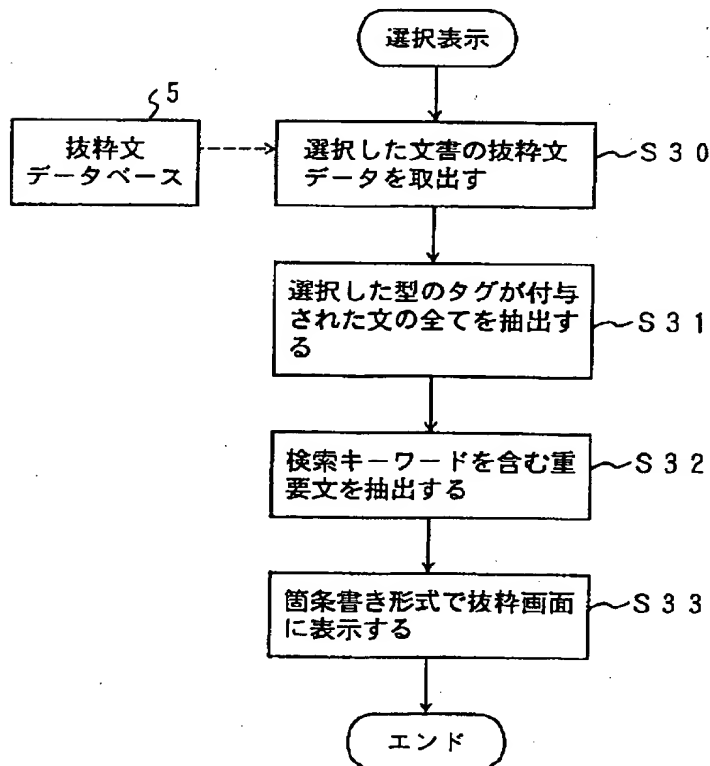 選択表示
5
抜粋文
データベース
選択した文書の抜粋文
データを取出す
S30
選択した型のタグが付与
された文の全てを抽出す
る
S31
検索キーワードを含む重
要文を抽出する
S32
箇条書き形式で抜粋画面
に表示する
S33
エンド